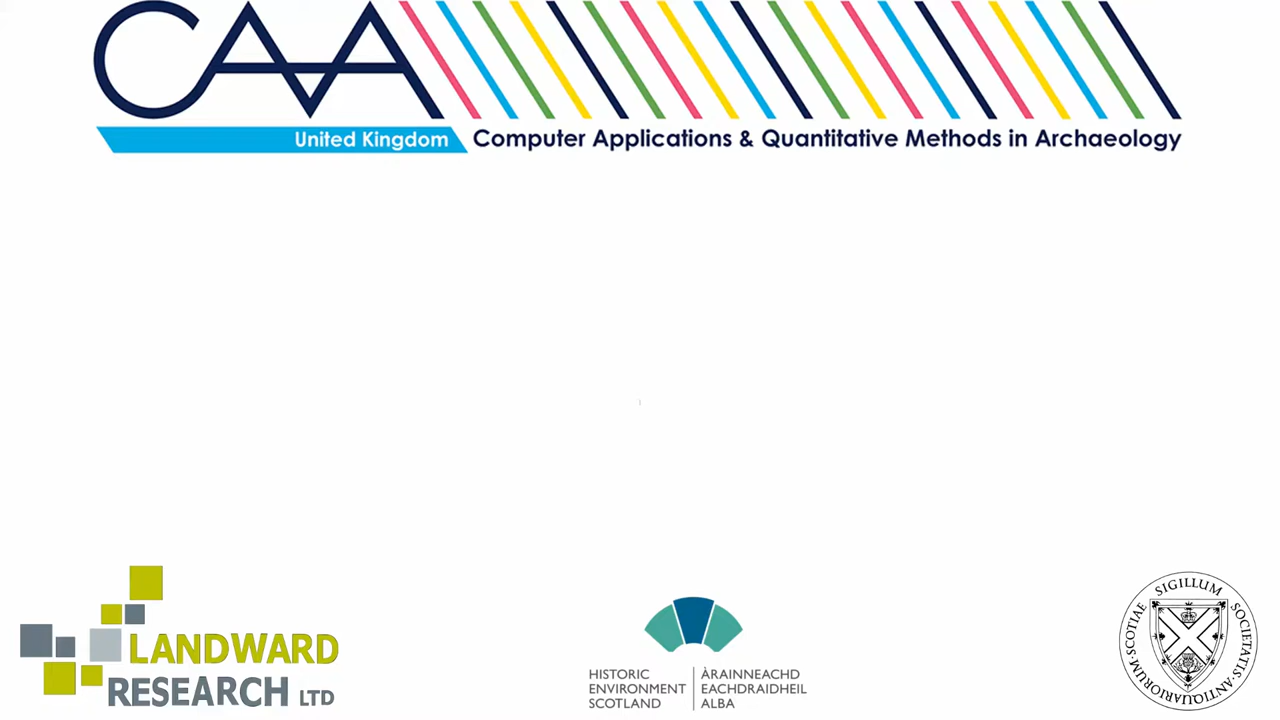 CAA
United Kingdom
Computer Applications & Quantitative Methods in Archaeology
LANDWARD
RESEARCH LTD
HISTORIC
ENVIRONMENT
SCOTLAND
ÀRAINNEACHD
EACHDRAIDHEIL
ALBA
SIGILLUM SOCIETATIS·ANTIQUARIORUM·SCOTIAE